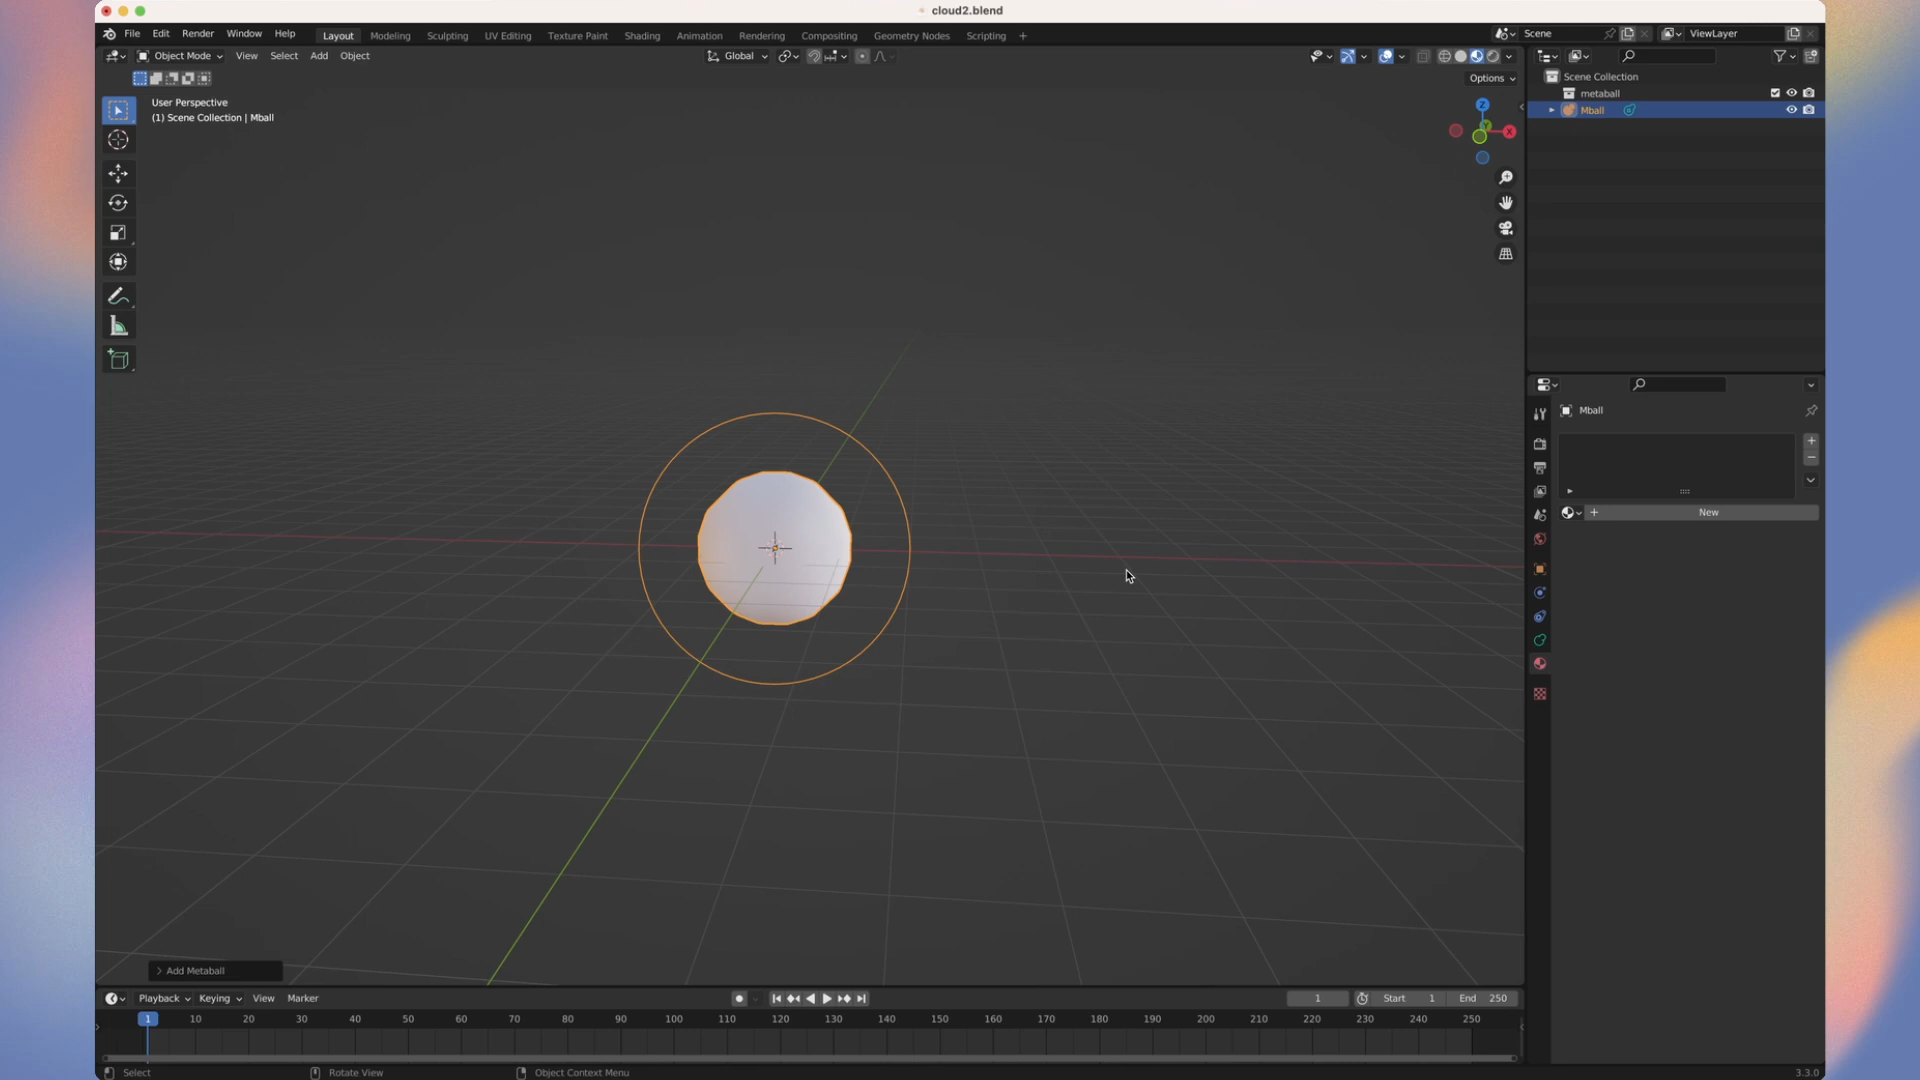 cloud2.blend
File Edit Render Window Help Layout Modeling Sculpting UV Editing Texture Paint Shading Animation Rendering Compositing Geometry Nodes Scripting + Scene ViewLayer
Object Mode View Select Add Object Global
Options
User Perspective
(1) Scene Collection | Mball
Z
X
Scene Collection
metaball
Mball
Mball
New
> Add Metaball
Playback Keying View Marker 1 Start 1 End 250
1 10 20 30 40 50 60 70 80 90 100 110 120 130 140 150 160 170 180 190 200 210 220 230 240 250
Select Rotate View Object Context Menu 3.3.0